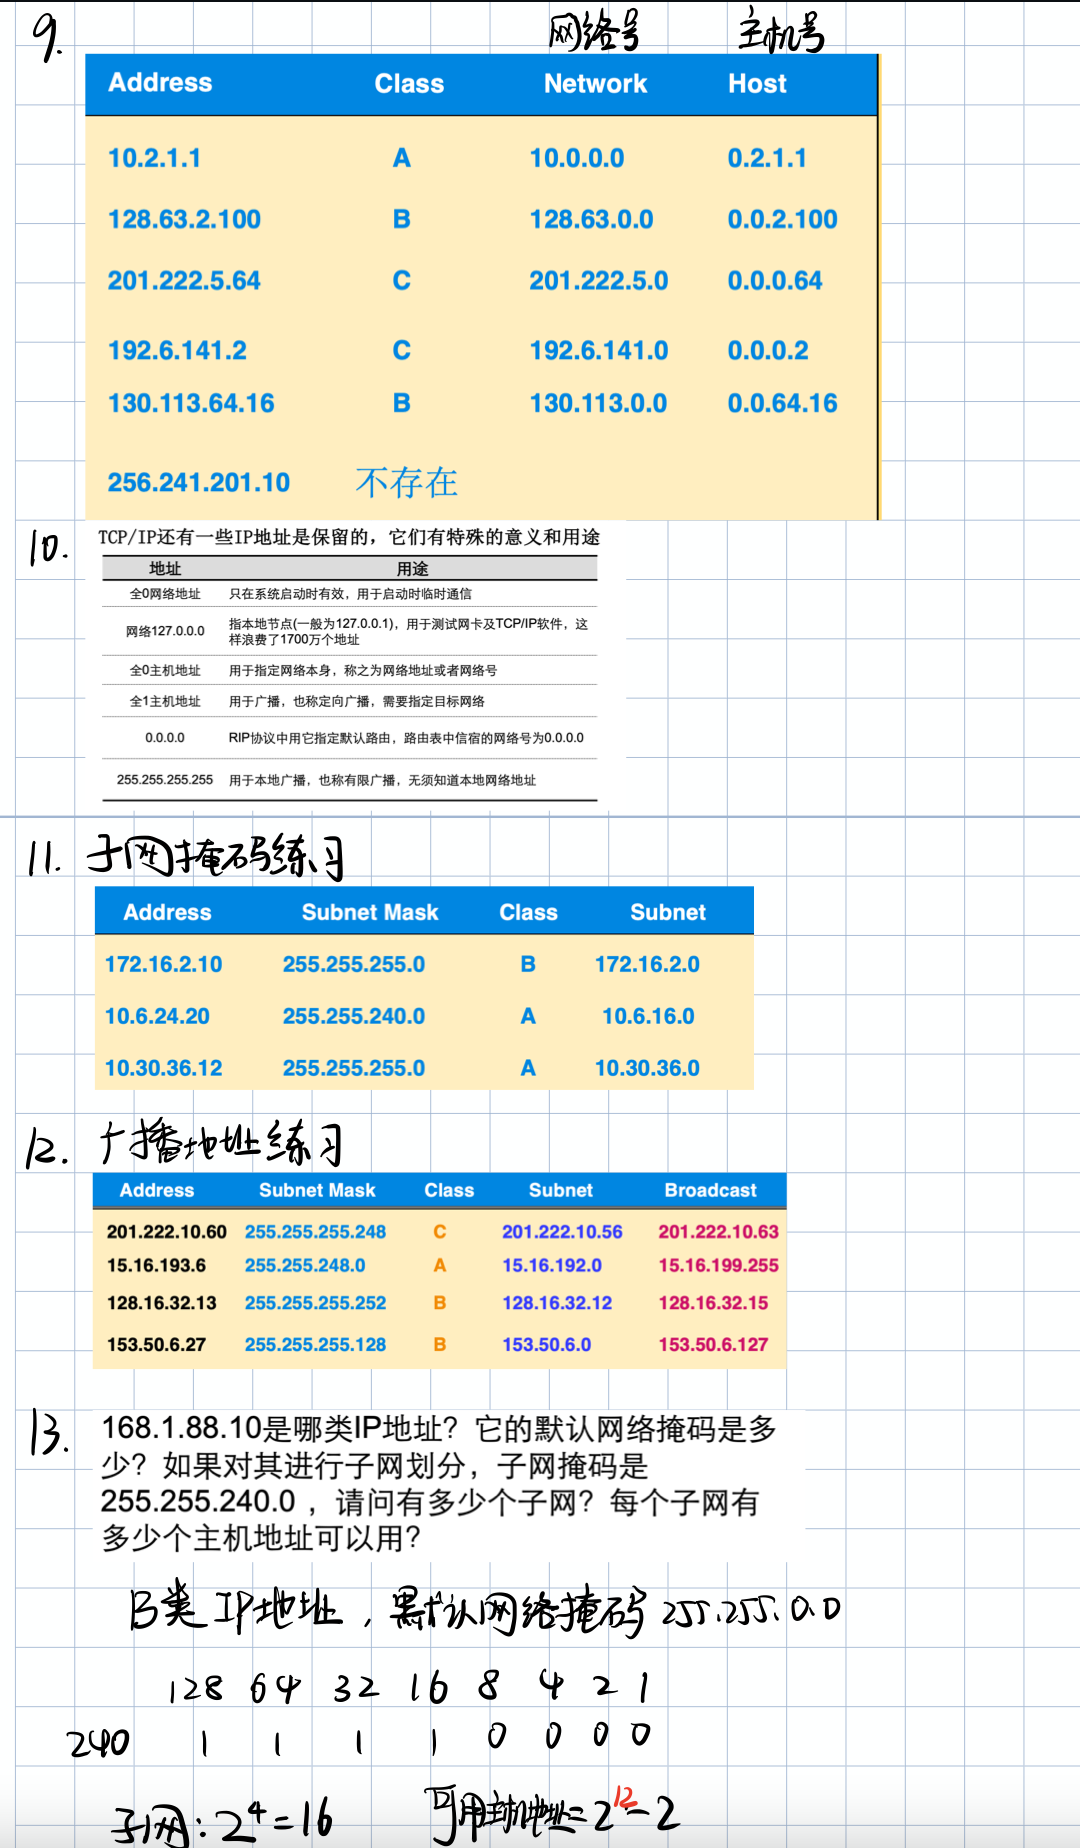 9. 网络号 主机号
Address Class Network Host
10.2.1.1 A 10.0.0.0 0.2.1.1
128.63.2.100 B 128.63.0.0 0.0.2.100
201.222.5.64 C 201.222.5.0 0.0.0.64
192.6.141.2 C 192.6.141.0 0.0.0.2
130.113.64.16 B 130.113.0.0 0.0.64.16
256.241.201.10 不存在
10. TCP/IP还有一些IP地址是保留的，它们有特殊的意义和用途
地址 用途
全0网络地址 只在系统启动时有效，用于启动时临时通信
网络127.0.0.0 指本地节点(一般为127.0.0.1)，用于测试网卡及TCP/IP软件，这
样浪费了1700万个地址
全0主机地址 用于指定网络本身，称之为网络地址或者网络号
全1主机地址 用于广播，也称定向广播，需要指定目标网络
0.0.0.0 RIP协议中用它指定默认路由，路由表中信宿的网络号为0.0.0.0
255.255.255.255 用于本地广播，也称有限广播，无须知道本地网络地址
11. 子网掩码练习
Address Subnet Mask Class Subnet
172.16.2.10 255.255.255.0 B 172.16.2.0
10.6.24.20 255.255.240.0 A 10.6.16.0
10.30.36.12 255.255.255.0 A 10.30.36.0
12. 广播地址练习
Address Subnet Mask Class Subnet Broadcast
201.222.10.60 255.255.255.248 C 201.222.10.56 201.222.10.63
15.16.193.6 255.255.248.0 A 15.16.192.0 15.16.199.255
128.16.32.13 255.255.255.252 B 128.16.32.12 128.16.32.15
153.50.6.27 255.255.255.128 B 153.50.6.0 153.50.6.127
13. 168.1.88.10是哪类IP地址？它的默认网络掩码是多
少？如果对其进行子网划分，子网掩码是
255.255.240.0 ，请问有多少个子网？每个子网有
多少个主机地址可以用？
B类 IP地址，默认网络掩码 255.255.0.0
128 64 32 16 8 4 2 1
240 1 1 1 1 0 0 0 0
子网：2⁴=16 可用主机地址=2¹²-2